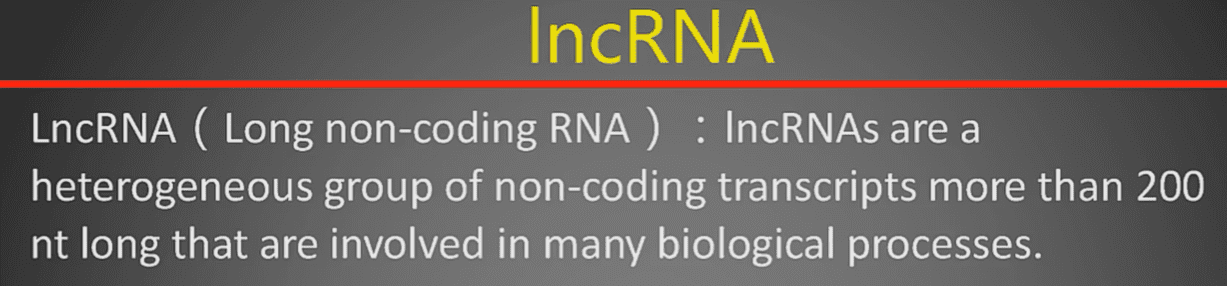 lncRNA
LncRNA（Long non-coding RNA）：lncRNAs are a
heterogeneous group of non-coding transcripts more than 200
nt long that are involved in many biological processes.